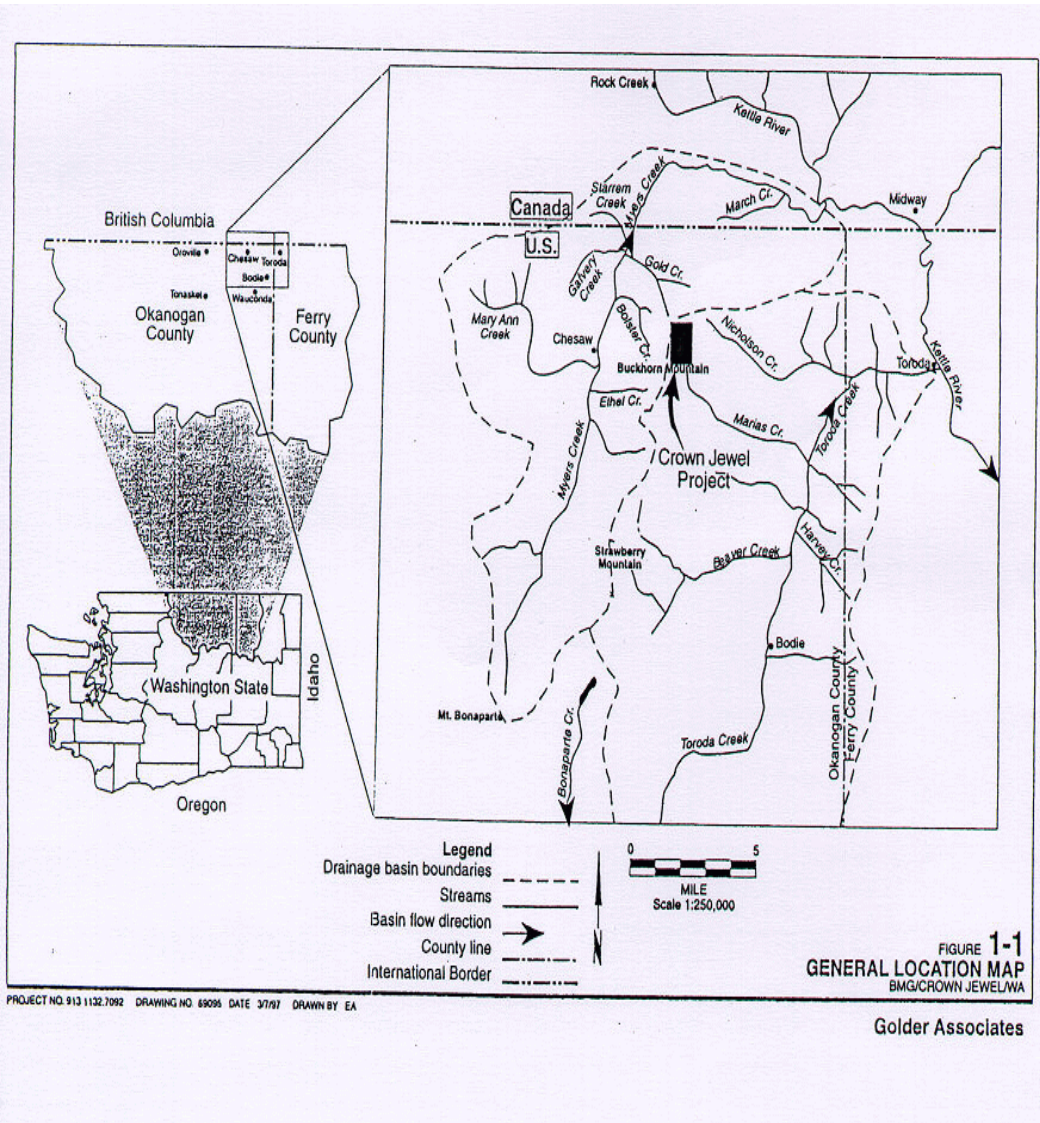 British Columbia
Oroville
Chesaw
Toroda
Bodie
Tonasket
Wauconda
Okanogan
County
Ferry
County
Washington State
Idaho
Oregon
Rock Creek
Kettle River
Starrem
Creek
Myers Creek
March Cr.
Midway
Canada
U.S.
Gold Cr.
Mary Ann
Creek
Bolster Cr.
Nicholson Cr.
Chesaw
Toroda
Kettle River
Buckhorn Mountain
Ethel Cr.
Marias Cr.
Toroda Creek
Myers Creek
Crown Jewel
Project
Strawberry
Mountain
Beaver Creek
Harvey Cr.
Bodie
Mt. Bonaparte
Bonaparte Cr.
Toroda Creek
Okanogan County
Ferry County
Legend
Drainage basin boundaries
Streams
Basin flow direction
County line
International Border
N
0 5
MILE
Scale 1:250,000
FIGURE 1-1
GENERAL LOCATION MAP
BMG/CROWN JEWEL/WA
PROJECT NO. 913 1132.7092 DRAWING NO. 69095 DATE 3/7/97 DRAWN BY EA
Golder Associates